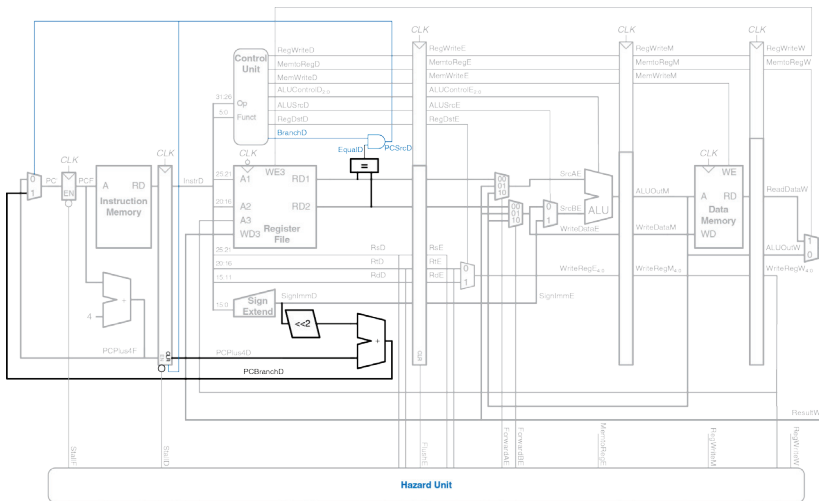 CLK
CLK
CLK
RegWriteD
RegWriteE
RegWriteM
RegWriteW
Control
Unit
MemtoRegD
MemtoRegE
MemtoRegM
MemtoRegW
MemWriteD
MemWriteE
MemWriteM
ALUControlD2:0
ALUControlE2:0
31:26
Op
ALUSrcD
ALUSrcE
5:0
Funct
RegDstD
RegDstE
BranchD
EqualD
PCSrcD
CLK
CLK
CLK
CLK
=
WE3
WE
0
1
PC
PCF
EN
A
RD
Instruction
Memory
InstrD
25:21
A1
RD1
00
01
10
SrcAE
20:16
A2
RD2
00
01
10
0
1
SrcBE
ALU
ALUOutM
A
RD
ReadDataW
A3
Data
Memory
WD3
Register
File
WriteDataE
WriteDataM
WD
1
0
25:21
RsD
RsE
ALUOutW
20:16
RtD
RtE
0
1
15:11
RdD
RdE
WriteRegE4:0
WriteRegM4:0
WriteRegW4:0
15:0
Sign
Extend
SignImmD
SignImmE
+
4
<<2
+
PCPlus4F
EN
CLR
PCPlus4D
CLR
PCBranchD
ResultW
StallF
StallD
FlushE
ForwardAE
ForwardBE
MemtoRegE
RegWriteM
RegWriteW
Hazard Unit